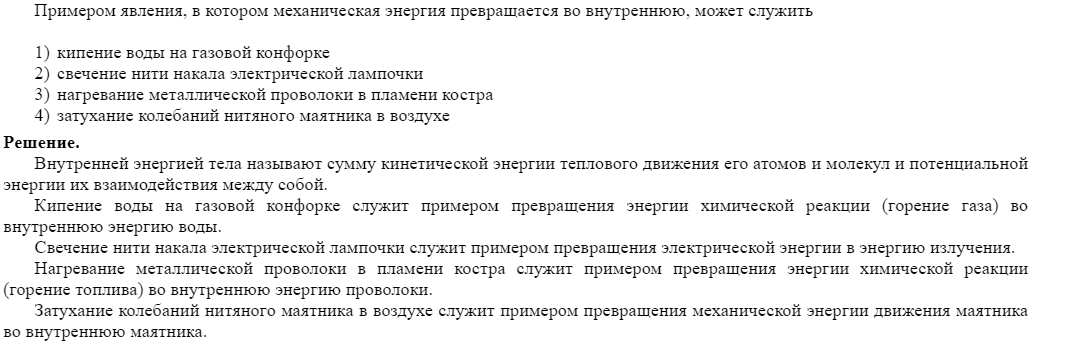 Примером явления, в котором механическая энергия превращается во внутреннюю, может служить
1) кипение воды на газовой конфорке
2) свечение нити накала электрической лампочки
3) нагревание металлической проволоки в пламени костра
4) затухание колебаний нитяного маятника в воздухе
Решение.
Внутренней энергией тела называют сумму кинетической энергии теплового движения его атомов и молекул и потенциальной
энергии их взаимодействия между собой.
Кипение воды на газовой конфорке служит примером превращения энергии химической реакции (горение газа) во
внутреннюю энергию воды.
Свечение нити накала электрической лампочки служит примером превращения электрической энергии в энергию излучения.
Нагревание металлической проволоки в пламени костра служит примером превращения энергии химической реакции
(горение топлива) во внутреннюю энергию проволоки.
Затухание колебаний нитяного маятника в воздухе служит примером превращения механической энергии движения маятника
во внутреннюю маятника.